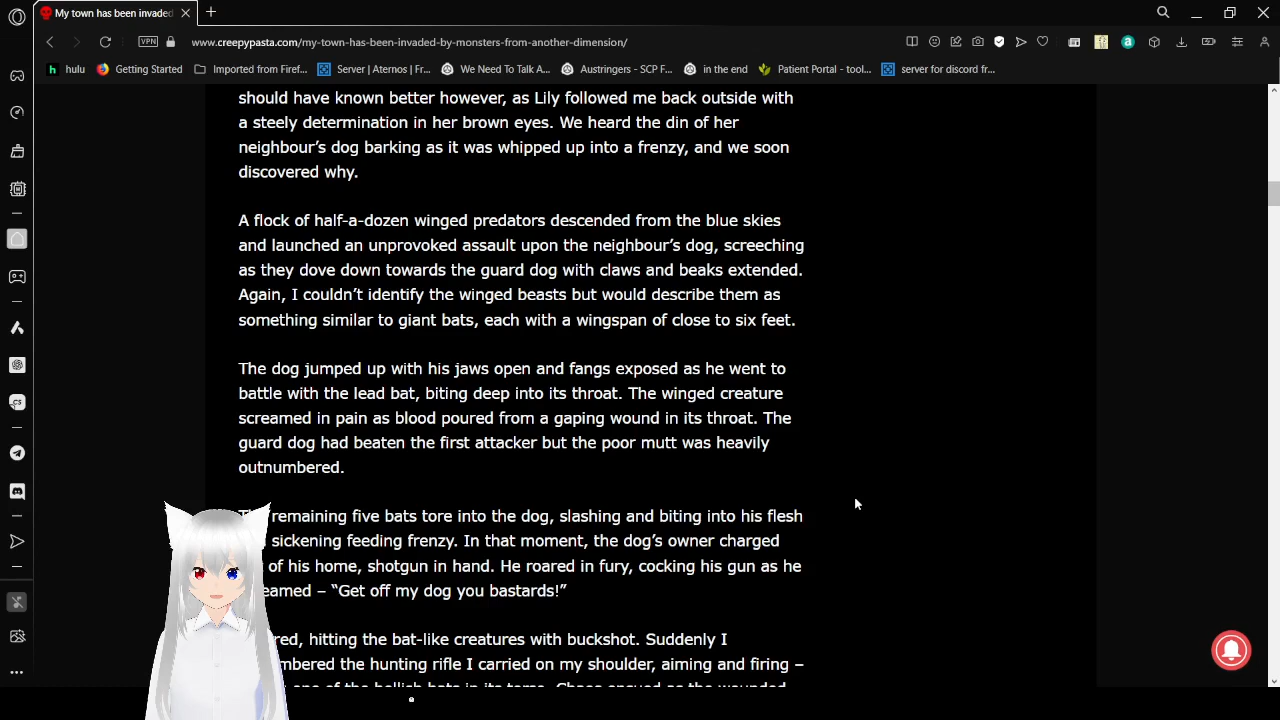 My town has been invaded
www.creepypasta.com/my-town-has-been-invaded-by-monsters-from-another-dimension/
VPN
hulu
Getting Started
Imported from Firef...
Server | Aternos | Fr...
We Need To Talk A...
Austringers - SCP F...
in the end
Patient Portal - tool...
server for discord fr...
should have known better however, as Lily followed me back outside with
a steely determination in her brown eyes. We heard the din of her
neighbour’s dog barking as it was whipped up into a frenzy, and we soon
discovered why.
A flock of half-a-dozen winged predators descended from the blue skies
and launched an unprovoked assault upon the neighbour’s dog, screeching
as they dove down towards the guard dog with claws and beaks extended.
Again, I couldn’t identify the winged beasts but would describe them as
something similar to giant bats, each with a wingspan of close to six feet.
The dog jumped up with his jaws open and fangs exposed as he went to
battle with the lead bat, biting deep into its throat. The winged creature
screamed in pain as blood poured from a gaping wound in its throat. The
guard dog had beaten the first attacker but the poor mutt was heavily
outnumbered.
remaining five bats tore into the dog, slashing and biting into his flesh
sickening feeding frenzy. In that moment, the dog’s owner charged
of his home, shotgun in hand. He roared in fury, cocking his gun as he
eamed – “Get off my dog you bastards!”
red, hitting the bat-like creatures with buckshot. Suddenly I
mbered the hunting rifle I carried on my shoulder, aiming and firing –
one of the hellish bats in its